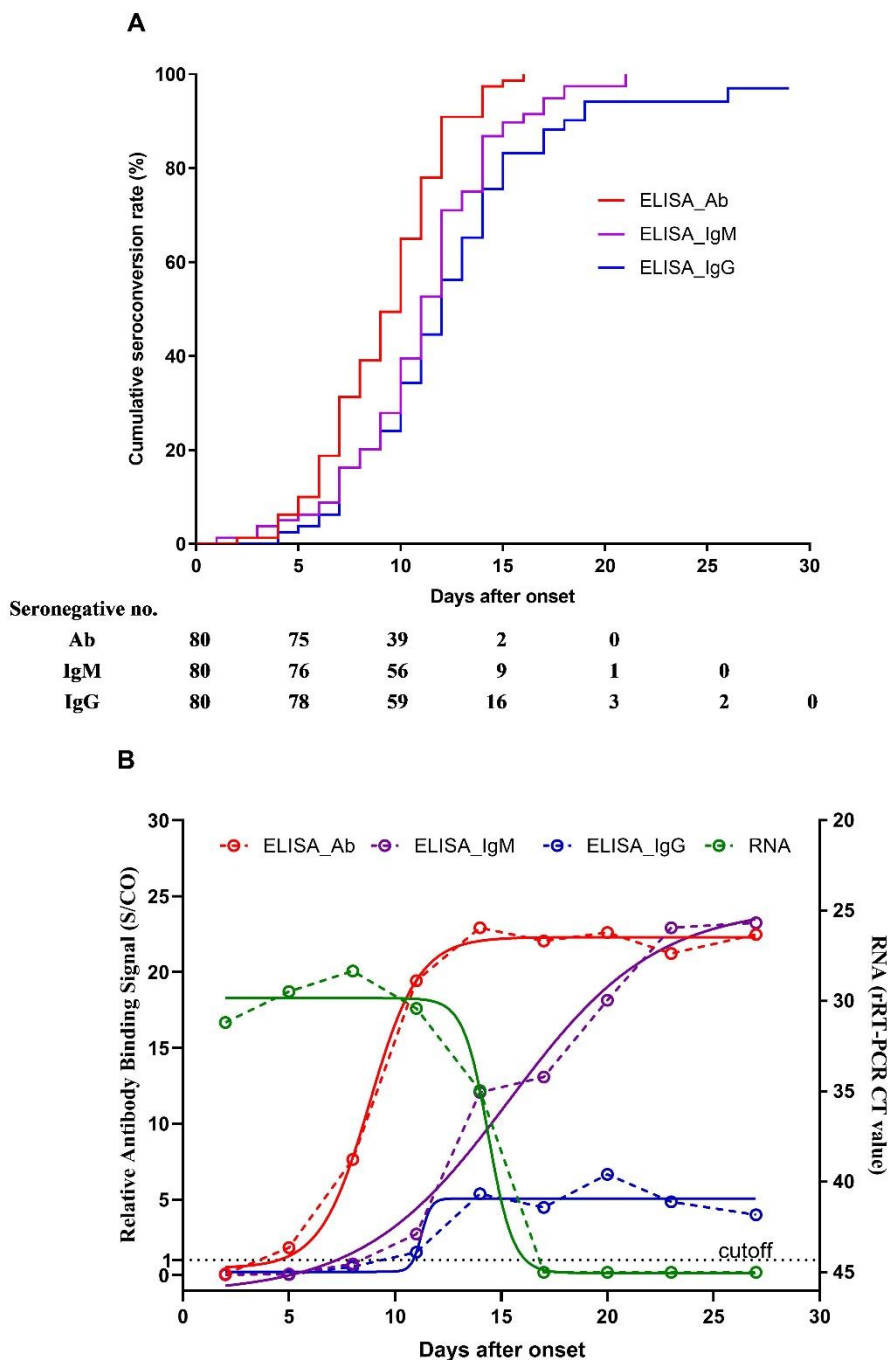 A
100
80
60
40
20
0
Cumulative seroconversion rate (%)
ELISA_Ab
ELISA_IgM
ELISA_IgG
0 5 10 15 20 25 30
Days after onset
Seronegative no.
Ab 80 75 39 2 0
IgM 80 76 56 9 1 0
IgG 80 78 59 16 3 2 0
B
ELISA_Ab ELISA_IgM ELISA_IgG RNA
30
25
20
15
10
5
1
0
Relative Antibody Binding Signal (S/CO)
20
25
30
35
40
45
RNA (rRT-PCR CT
value)
cutoff
0 5 10 15 20 25 30
Days after onset